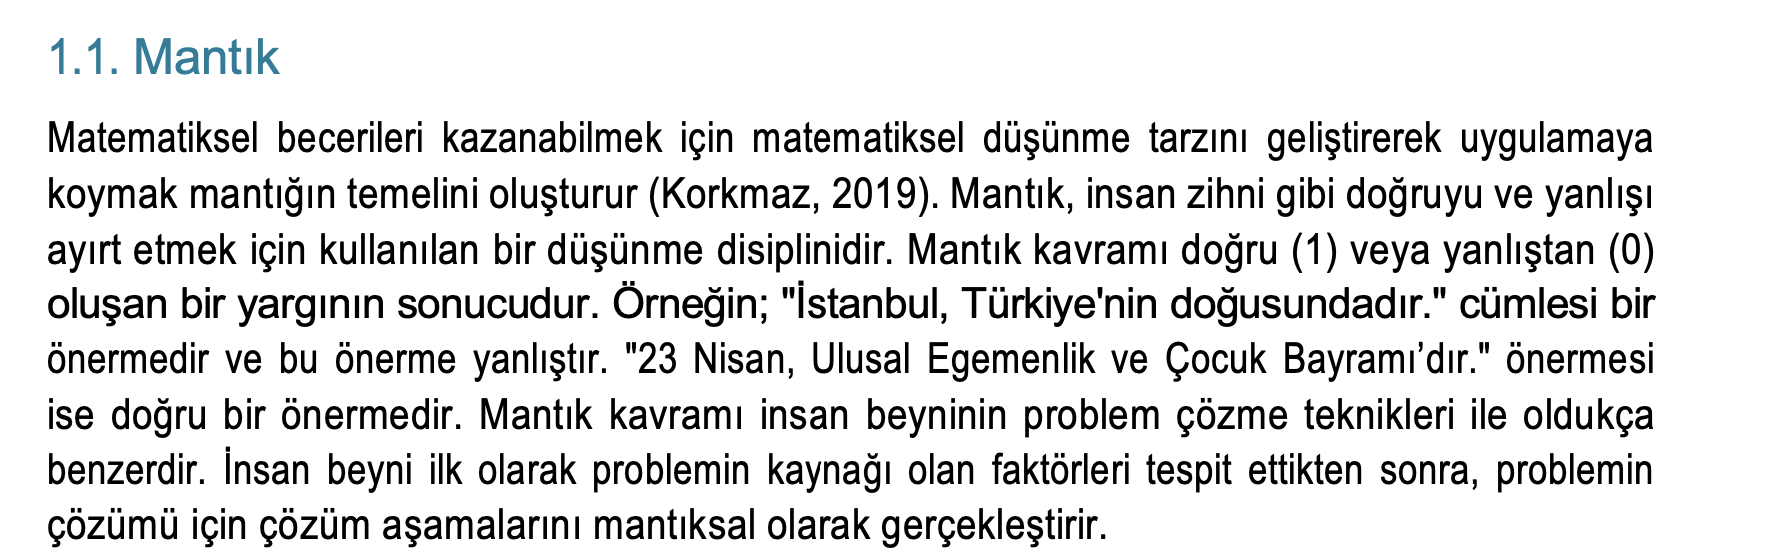 1.1. Mantık
Matematiksel becerileri kazanabilmek için matematiksel düşünme tarzını geliştirerek uygulamaya
koymak mantığın temelini oluşturur (Korkmaz, 2019). Mantık, insan zihni gibi doğruyu ve yanlışı
ayırt etmek için kullanılan bir düşünme disiplinidir. Mantık kavramı doğru (1) veya yanlıştan (0)
oluşan bir yargının sonucudur. Örneğin; "İstanbul, Türkiye'nin doğusundadır." cümlesi bir
önermedir ve bu önerme yanlıştır. "23 Nisan, Ulusal Egemenlik ve Çocuk Bayramı’dır." önermesi
ise doğru bir önermedir. Mantık kavramı insan beyninin problem çözme teknikleri ile oldukça
benzerdir. İnsan beyni ilk olarak problemin kaynağı olan faktörleri tespit ettikten sonra, problemin
çözümü için çözüm aşamalarını mantıksal olarak gerçekleştirir.